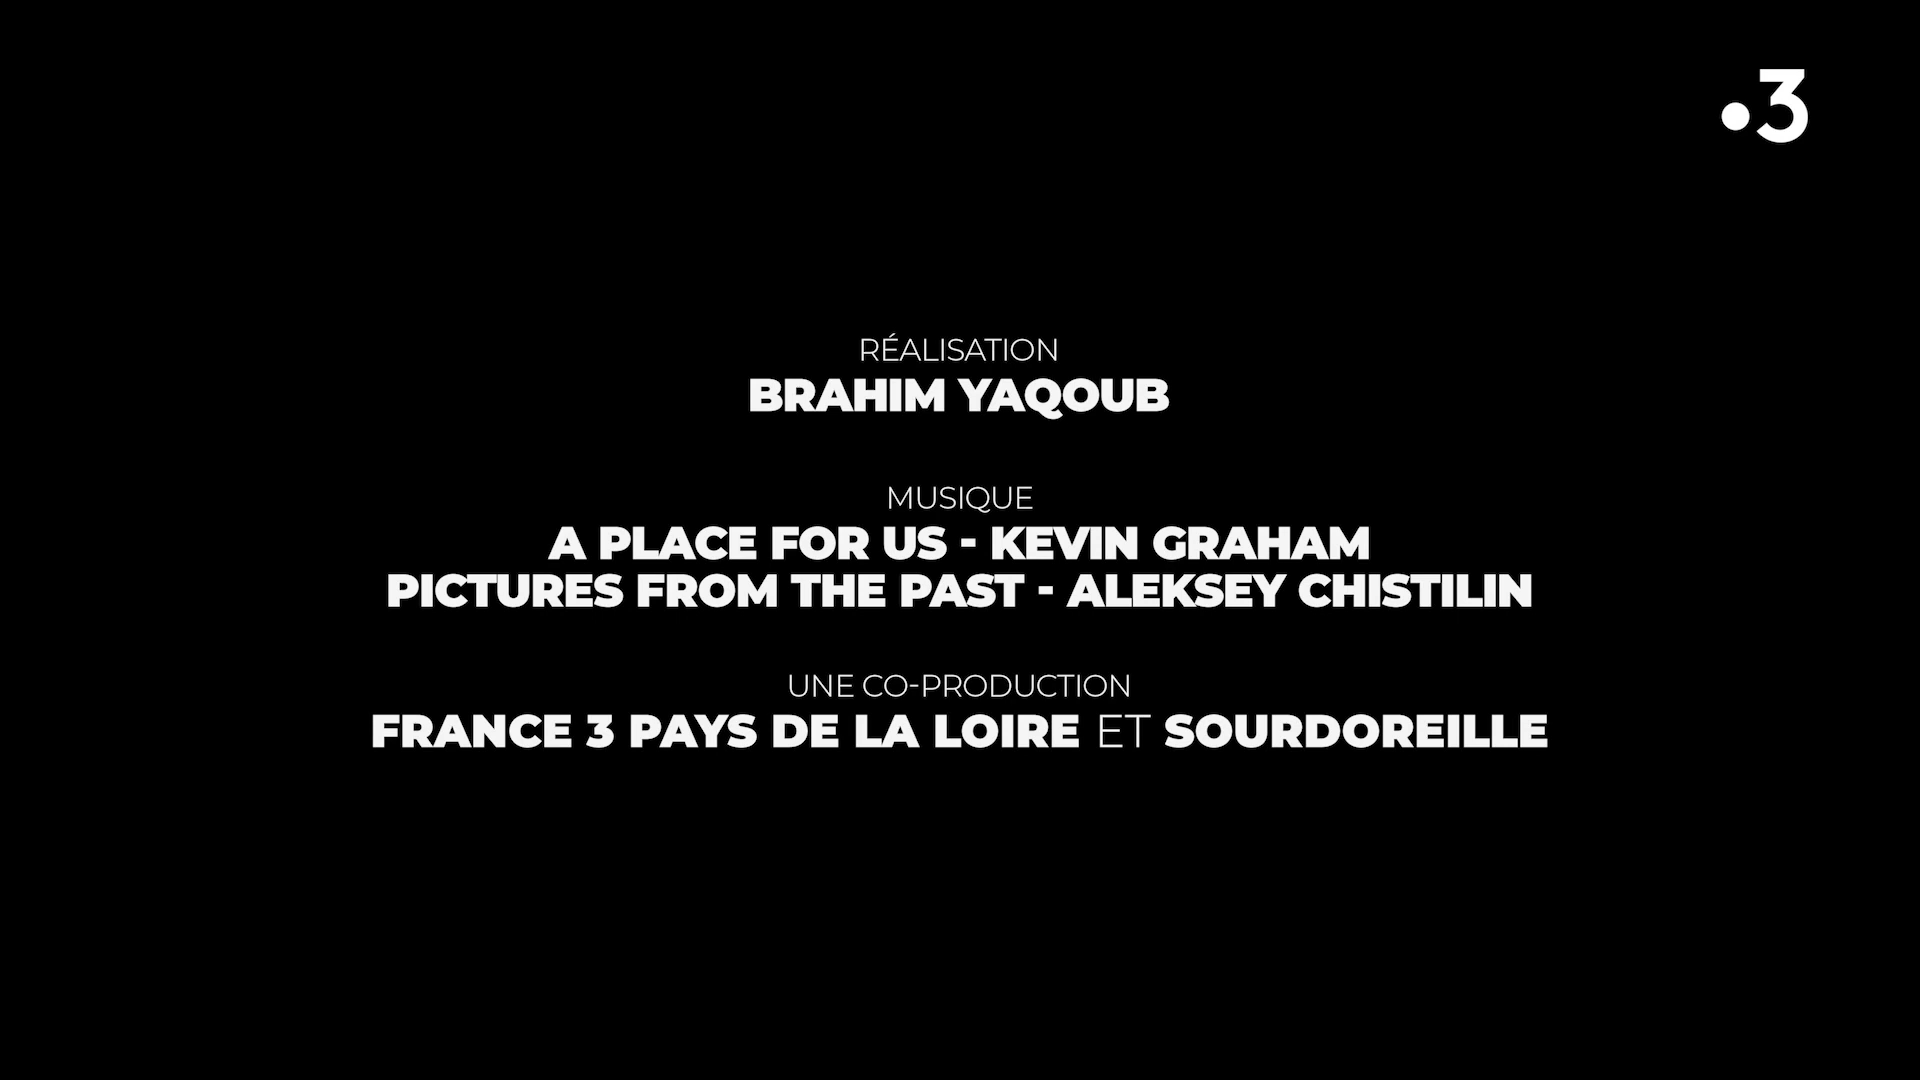 .3
RÉALISATION
BRAHIM YAQOUB
MUSIQUE
A PLACE FOR US - KEVIN GRAHAM
PICTURES FROM THE PAST - ALEKSEY CHISTILIN
UNE CO-PRODUCTION
FRANCE 3 PAYS DE LA LOIRE ET SOURDOREILLE